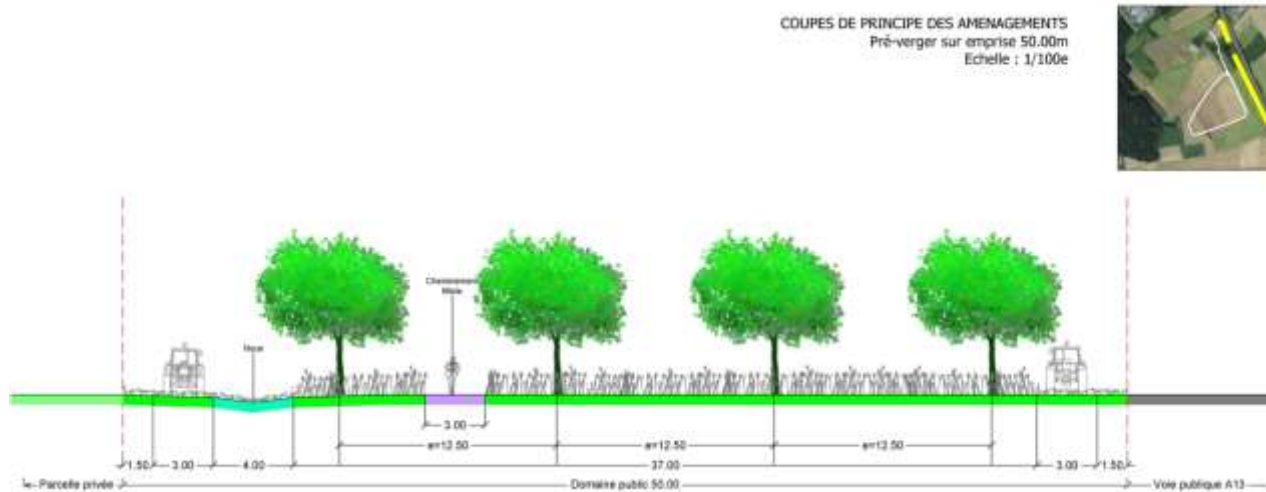 COUPES DE PRINCIPE DES AMENAGEMENTS
Pré-verger sur emprise 50.00m
Echelle : 1/100e
Cheminement
Mixte
Noue
3.00
a=12.50
a=12.50
a=12.50
1.50
3.00
4.00
37.00
3.00
1.50
Parcelle privée
Domaine public 50.00
Voie publique A13